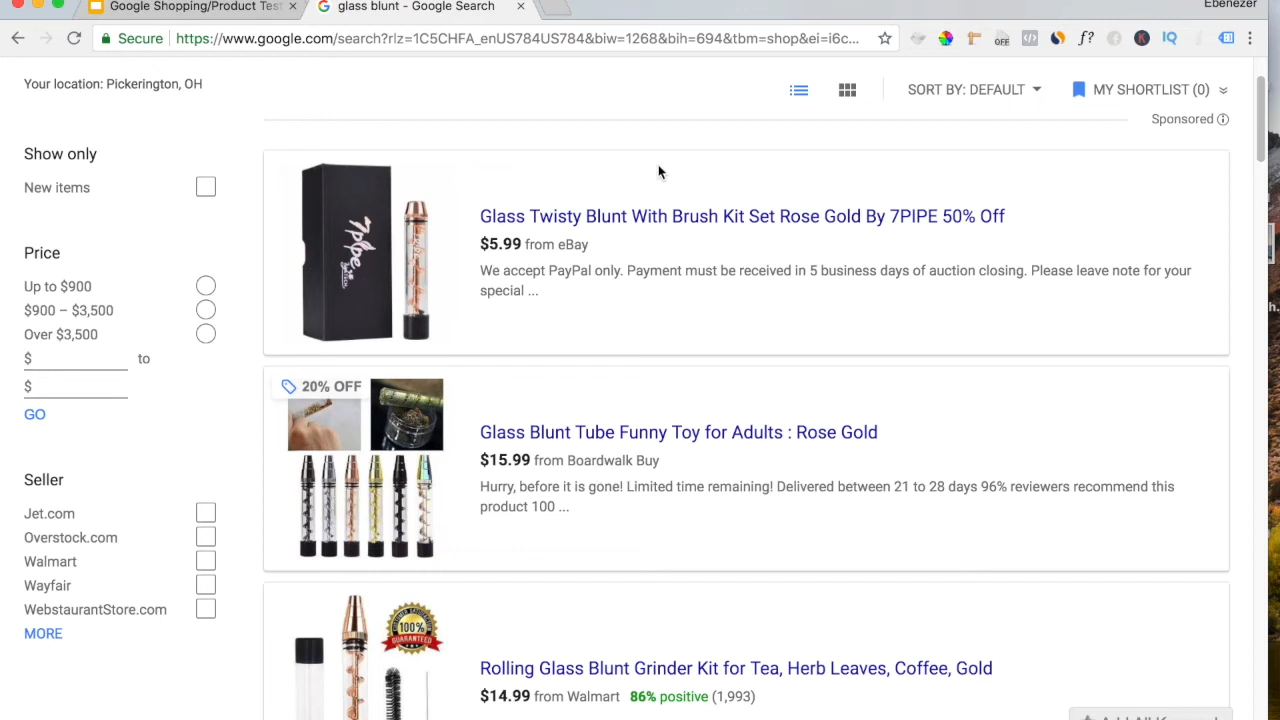 Google Shopping/Product Test
glass blunt - Google Search
Ebenezer
Secure
https://www.google.com/search?rlz=1C5CHFA_enUS784US784&biw=1268&bih=694&tbm=shop&ei=i6c...
OFF
f?
K
IQ
Your location: Pickerington, OH
SORT BY: DEFAULT
MY SHORTLIST (0)
Sponsored
Show only
New items
Price
Up to $900
$900 – $3,500
Over $3,500
$ to
$
GO
Seller
Jet.com
Overstock.com
Walmart
Wayfair
WebstaurantStore.com
MORE
7pipe
Glass Twisty Blunt With Brush Kit Set Rose Gold By 7PIPE 50% Off
$5.99 from eBay
We accept PayPal only. Payment must be received in 5 business days of auction closing. Please leave note for your
special ...
20% OFF
Glass Blunt Tube Funny Toy for Adults : Rose Gold
$15.99 from Boardwalk Buy
Hurry, before it is gone! Limited time remaining! Delivered between 21 to 28 days 96% reviewers recommend this
product 100 ...
100%
GUARANTEED
Rolling Glass Blunt Grinder Kit for Tea, Herb Leaves, Coffee, Gold
$14.99 from Walmart 86% positive (1,993)